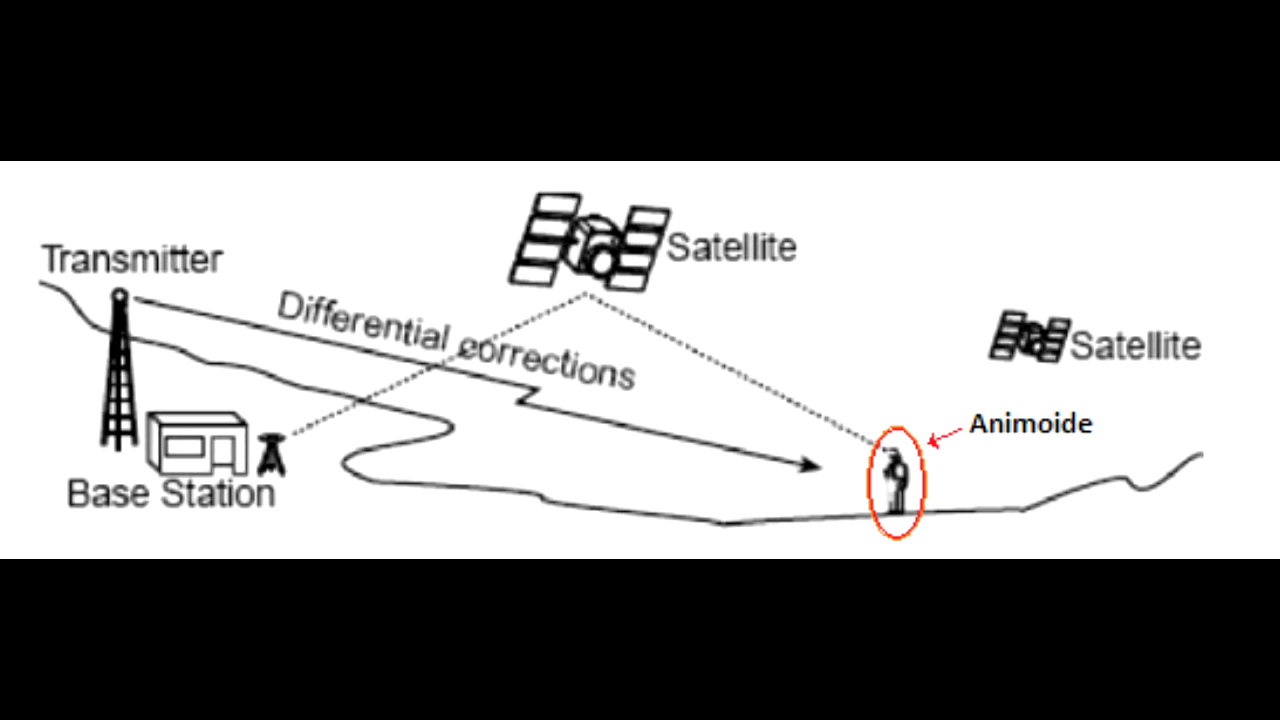 Transmitter
Satellite
Differential corrections
Satellite
Animoide
Base Station